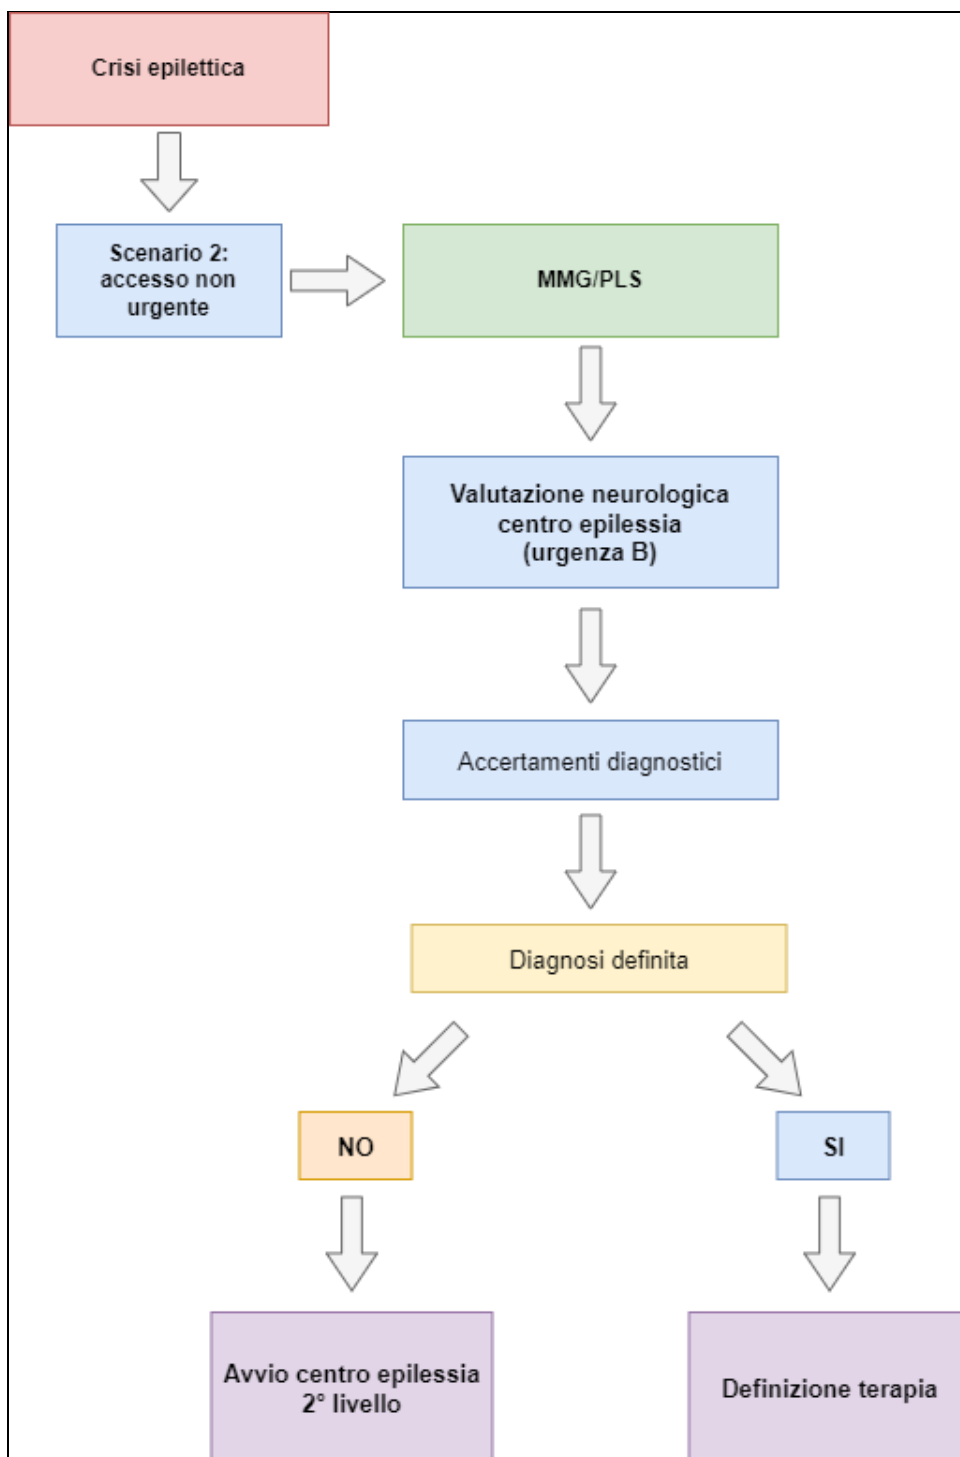 Crisi epilettica
Scenario 2:
accesso non
urgente
MMG/PLS
Valutazione neurologica
centro epilessia
(urgenza B)
Accertamenti diagnostici
Diagnosi definita
NO
SI
Avvio centro epilessia
2° livello
Definizione terapia